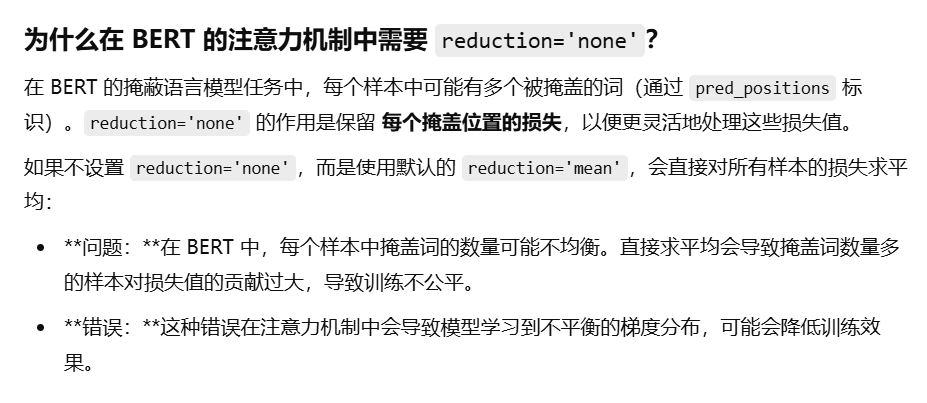 为什么在 BERT 的注意力机制中需要 reduction='none'？
在 BERT 的掩蔽语言模型任务中，每个样本中可能有多个被掩盖的词（通过 pred_positions 标
识）。reduction='none' 的作用是保留 每个掩盖位置的损失，以便更灵活地处理这些损失值。
如果不设置 reduction='none'，而是使用默认的 reduction='mean'，会直接对所有样本的损失求平
均：
• **问题：**在 BERT 中，每个样本中掩盖词的数量可能不均衡。直接求平均会导致掩盖词数量多
的样本对损失值的贡献过大，导致训练不公平。
• **错误：**这种错误在注意力机制中会导致模型学习到不平衡的梯度分布，可能会降低训练效
果。